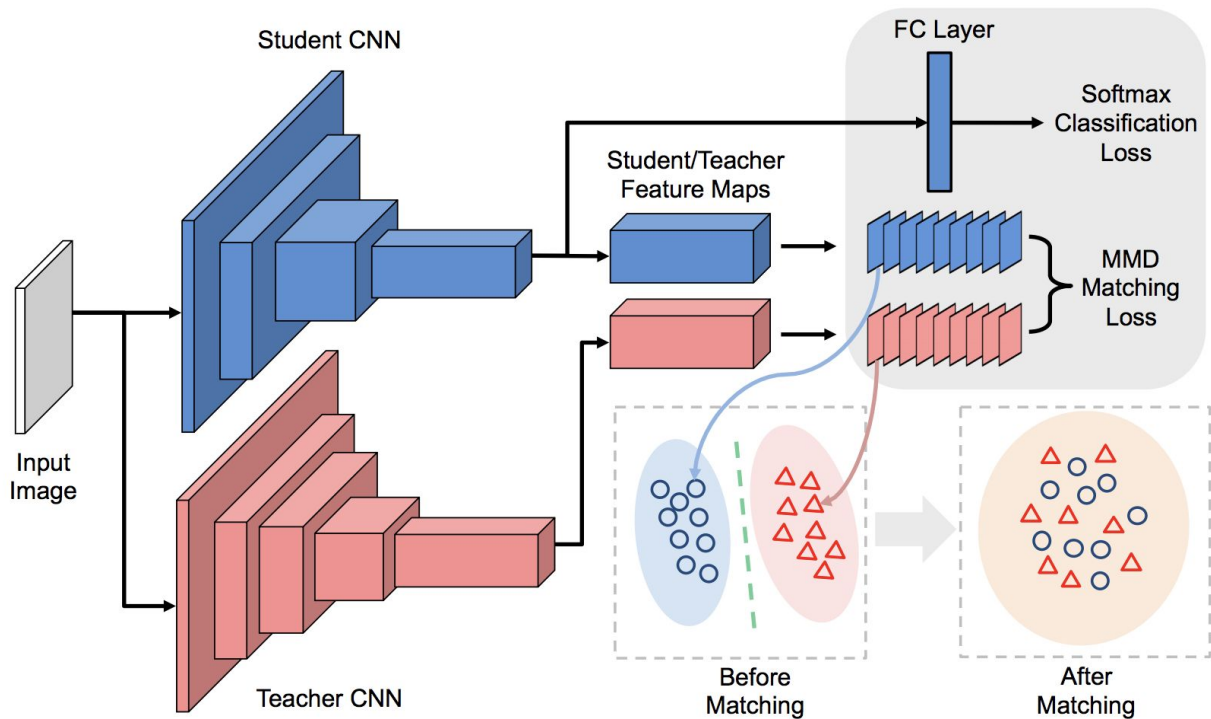 Student CNN
FC Layer
Softmax
Classification
Loss
Student/Teacher
Feature Maps
MMD
Matching
Loss
Input
Image
Teacher CNN
Before
Matching
After
Matching